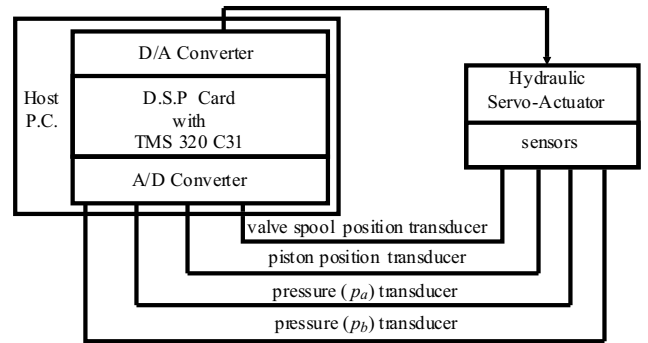 D/A Converter
Host
P.C.
D.S.P Card
with
TMS 320 C31
A/D Converter
Hydraulic
Servo-Actuator
sensors
valve spool position transducer
piston position transducer
pressure (pa) transducer
pressure (pb) transducer